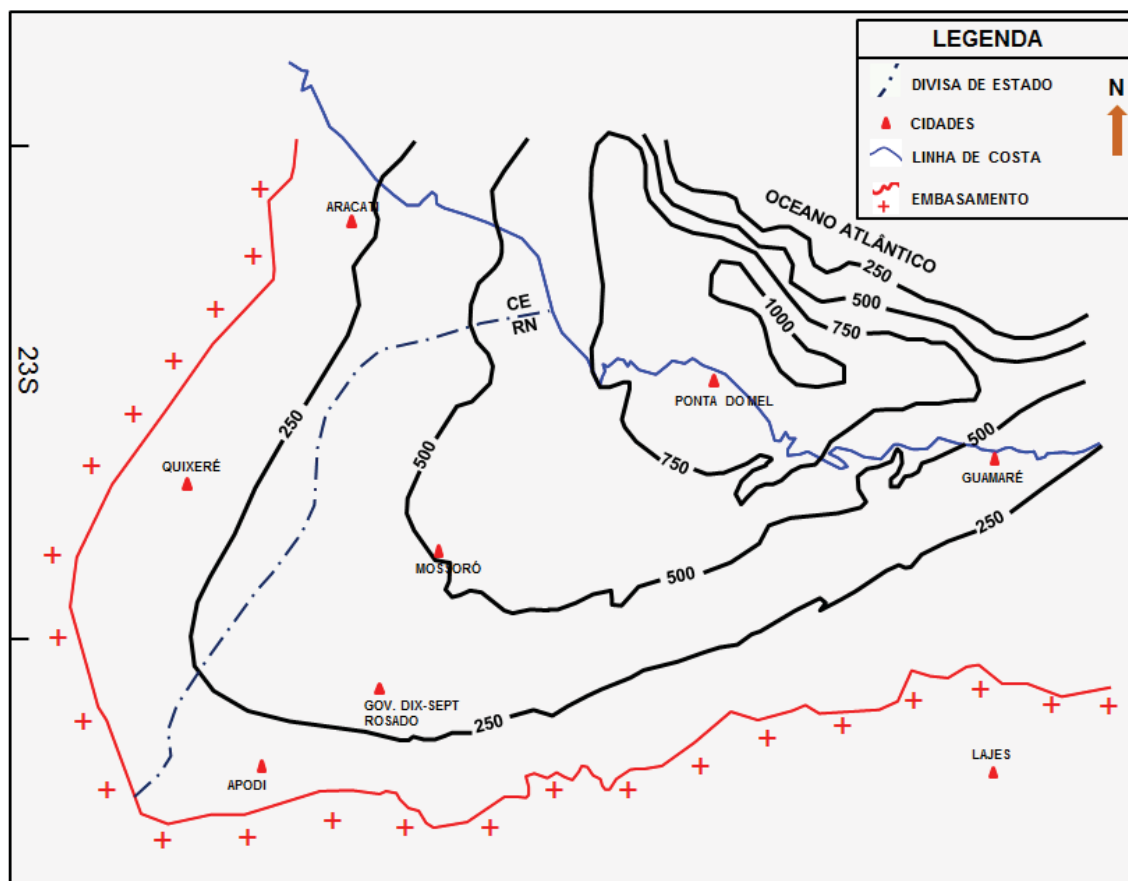 LEGENDA
DIVISA DE ESTADO
CIDADES
LINHA DE COSTA
EMBASAMENTO
N
OCEANO ATLÂNTICO
250
500
750
1000
ARACATI
CE
RN
23S
PONTA DO MEL
250
500
QUIXERÉ
750
500
GUAMARÉ
250
MOSSORÓ
500
GOV. DIX-SEPT
ROSADO
250
APODI
LAJES